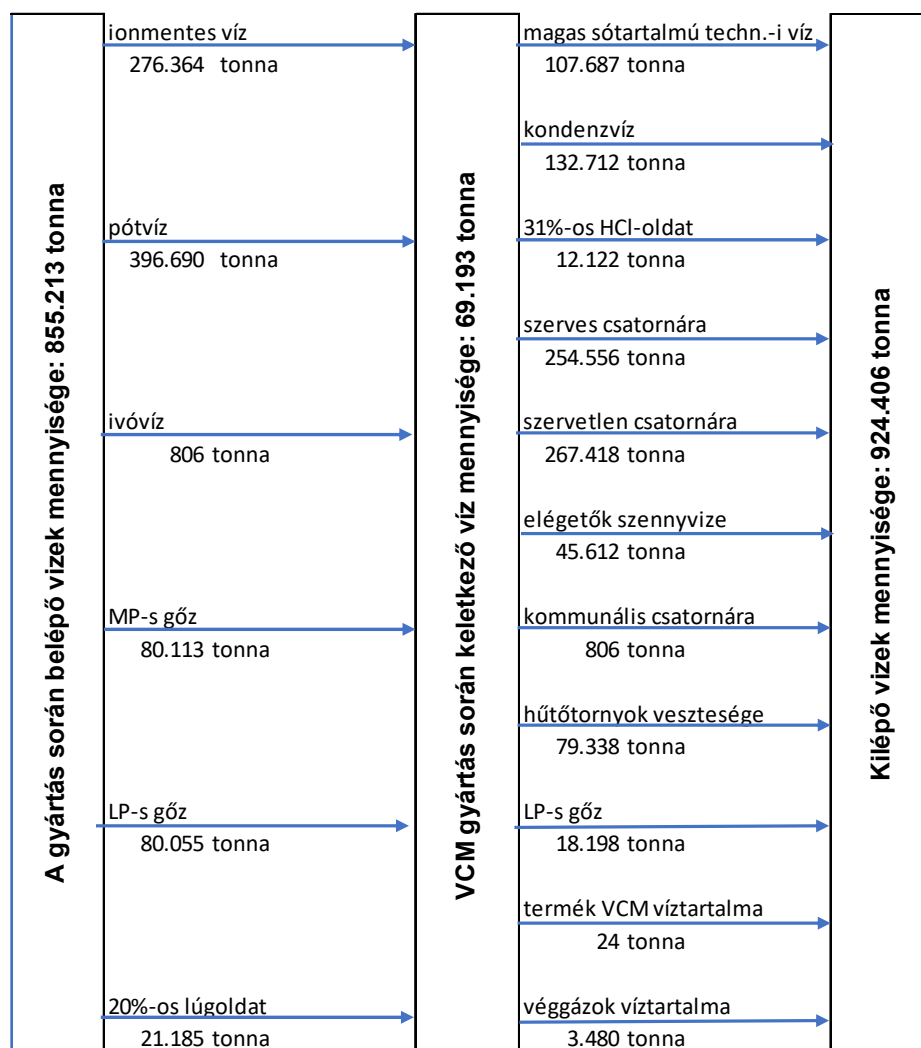 A gyártás során belépő vizek mennyisége: 855.213 tonna
ionmentes víz
276.364 tonna
pótvíz
396.690 tonna
ivóvíz
806 tonna
MP-s gőz
80.113 tonna
LP-s gőz
80.055 tonna
20%-os lúgoldat
21.185 tonna
VCM gyártás során keletkező víz mennyisége: 69.193 tonna
magas sótartalmú techn.-i víz
107.687 tonna
kondenzvíz
132.712 tonna
31%-os HCl-oldat
12.122 tonna
szerves csatornára
254.556 tonna
szervetlen csatornára
267.418 tonna
elégetők szennyvize
45.612 tonna
kommunális csatornára
806 tonna
hűtőtornyok vesztesége
79.338 tonna
LP-s gőz
18.198 tonna
termék VCM víztartalma
24 tonna
véggázok víztartalma
3.480 tonna
Kilépő vizek mennyisége: 924.406 tonna